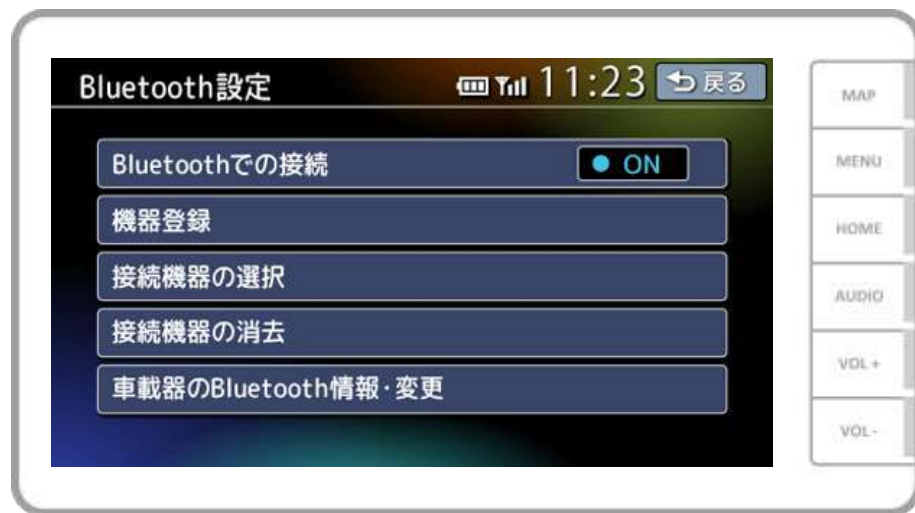 Bluetooth設定 11:23 戻る
Bluetoothでの接続 ON
機器登録
接続機器の選択
接続機器の消去
車載器のBluetooth情報・変更
MAP
MENU
HOME
AUDIO
VOL +
VOL -